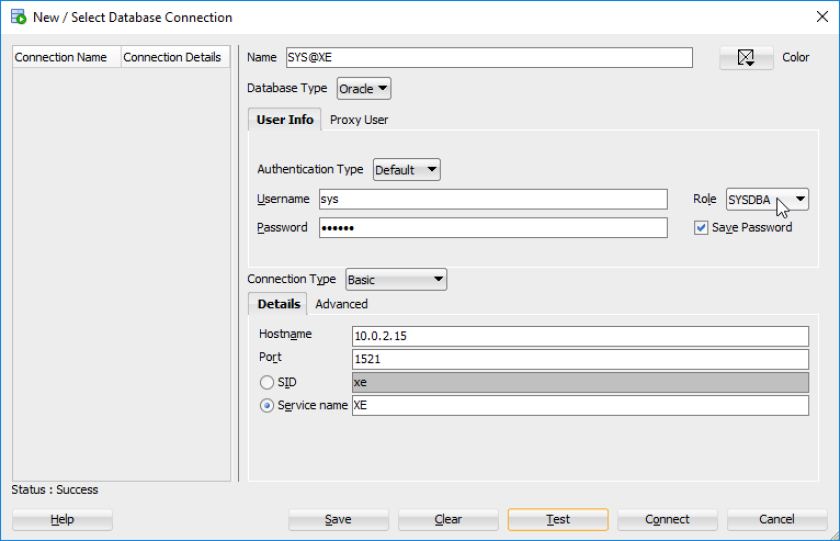 New / Select Database Connection
Connection Name Connection Details
Name SYS@XE Color
Database Type Oracle
User Info Proxy User
Authentication Type Default
Username sys Role SYSDBA
Password •••••• Save Password
Connection Type Basic
Details Advanced
Hostname 10.0.2.15
Port 1521
SID xe
Service name XE
Status : Success
Help Save Clear Test Connect Cancel